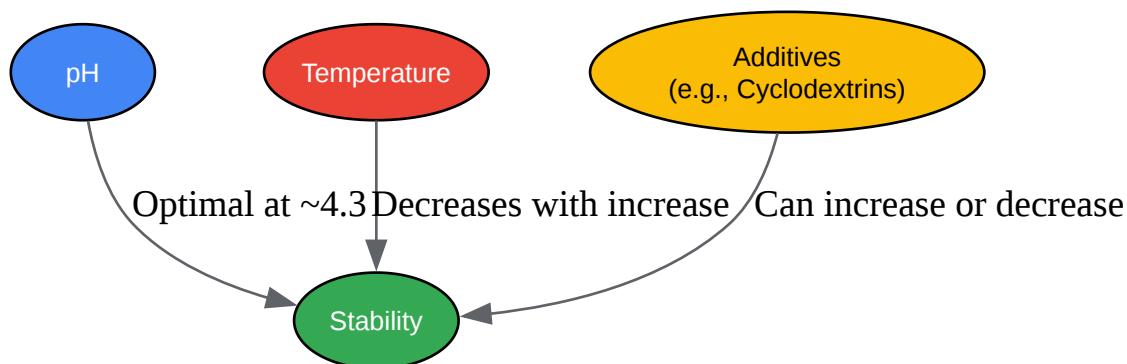 pH
Temperature
Additives
(e.g., Cyclodextrins)
Optimal at ~4.3
Decreases with increase
Can increase or decrease
Stability